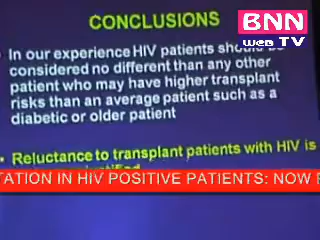 BNN
web TV
CONCLUSIONS
In our experience HIV patients should be
considered no different than any other
patient who may have higher transplant
risks than an average patient such as a
diabetic or older patient
• Reluctance to transplant patients with HIV is
TATION IN HIV POSITIVE PATIENTS: NOW